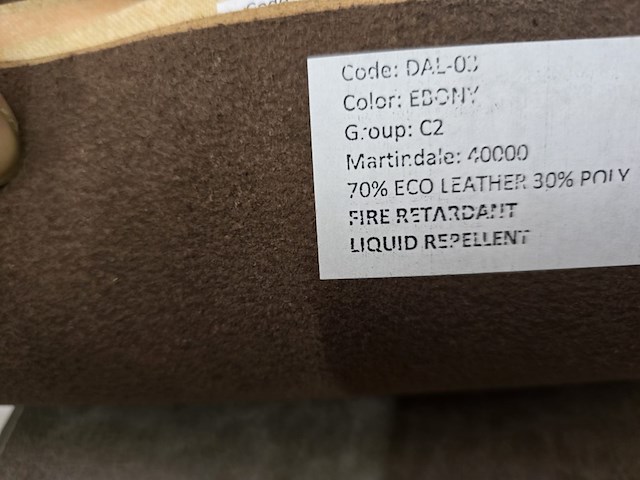 Code: DAL-03
Color: EBONY
Group: C2
Martindale: 40000
70% ECO LEATHER 30% POLY
FIRE RETARDANT
LIQUID REPELLENT